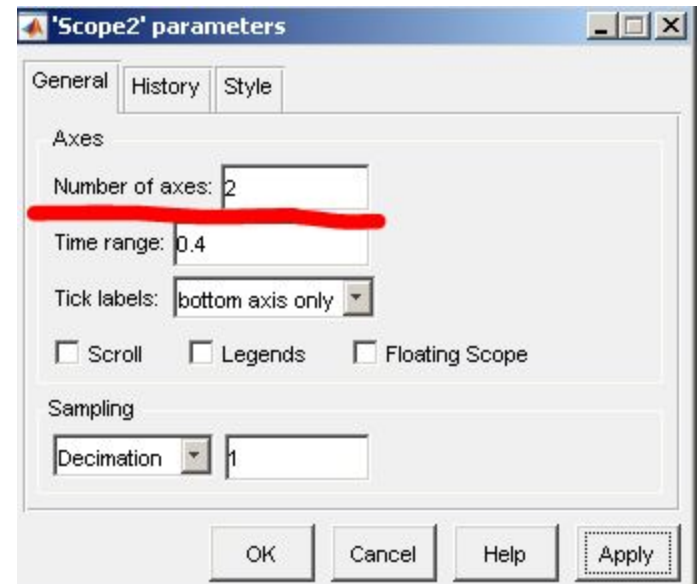 'Scope2' parameters
General History Style
Axes
Number of axes: 2
Time range: 0.4
Tick labels: bottom axis only
Scroll Legends Floating Scope
Sampling
Decimation 1
OK Cancel Help Apply